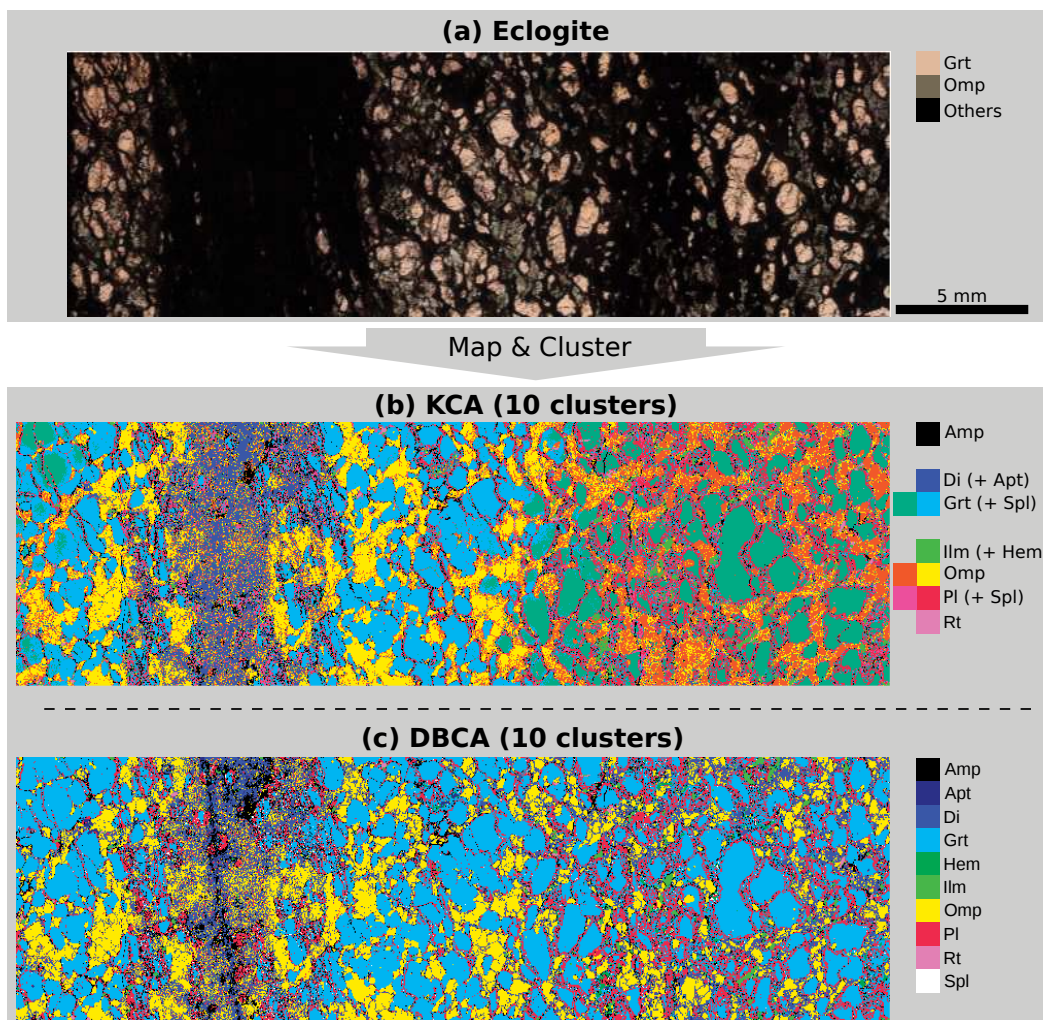 (a) Eclogite
Grt
Omp
Others
5 mm
Map & Cluster
(b) KCA (10 clusters)
Amp
Di (+ Apt)
Grt (+ Spl)
Ilm (+ Hem
Omp
Pl (+ Spl)
Rt
(c) DBCA (10 clusters)
Amp
Apt
Di
Grt
Hem
Ilm
Omp
Pl
Rt
Spl